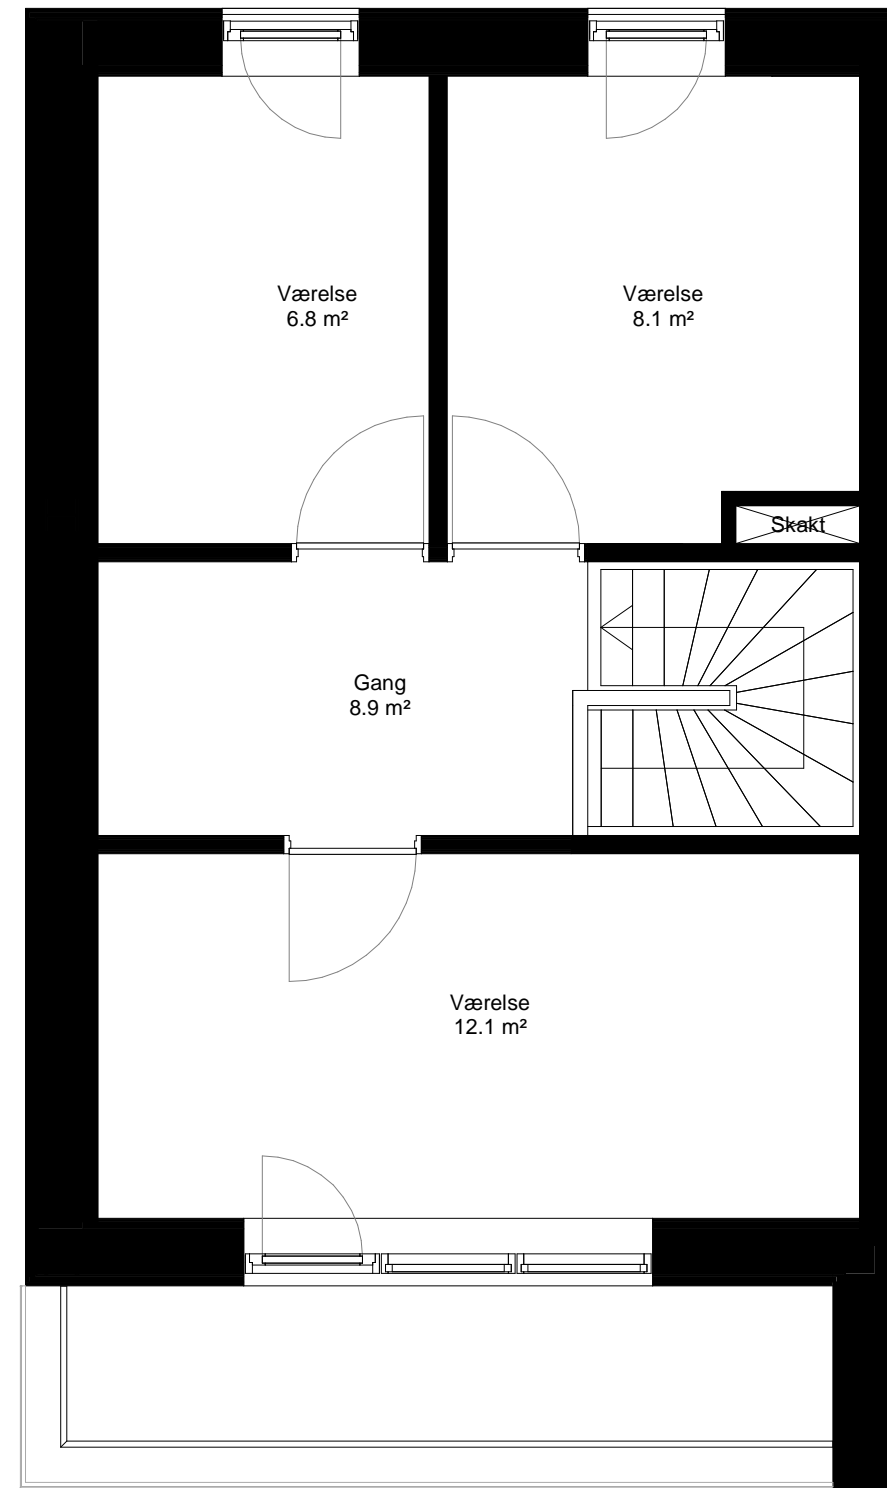 Værelse
6.8 m²
Værelse
8.1 m²
Skakt
Gang
8.9 m²
Værelse
12.1 m²